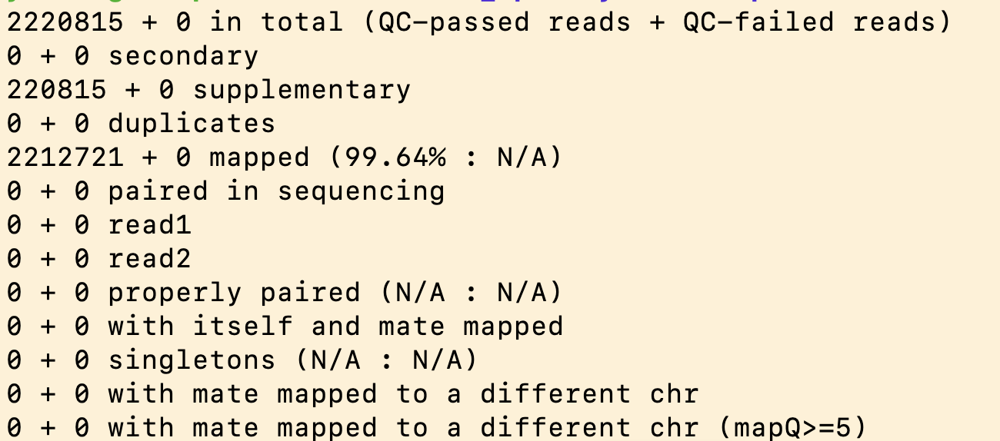 2220815 + 0 in total (QC-passed reads + QC-failed reads)
0 + 0 secondary
220815 + 0 supplementary
0 + 0 duplicates
2212721 + 0 mapped (99.64% : N/A)
0 + 0 paired in sequencing
0 + 0 read1
0 + 0 read2
0 + 0 properly paired (N/A : N/A)
0 + 0 with itself and mate mapped
0 + 0 singletons (N/A : N/A)
0 + 0 with mate mapped to a different chr
0 + 0 with mate mapped to a different chr (mapQ>=5)